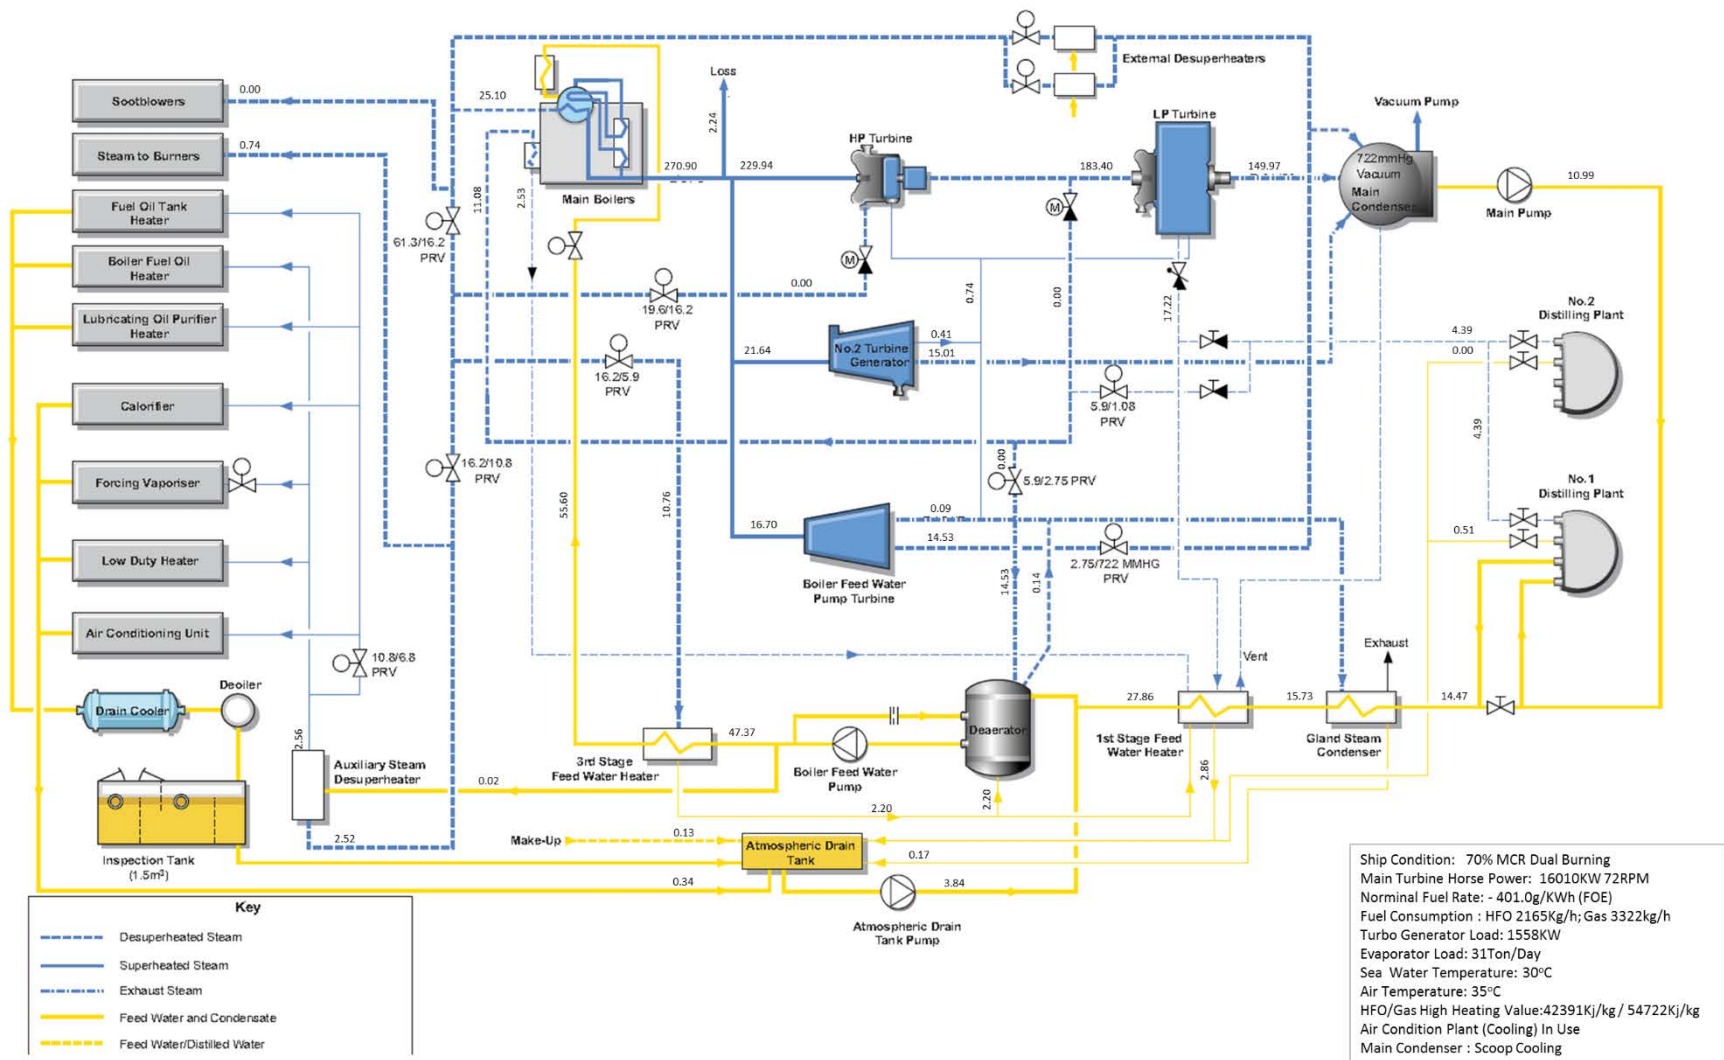 External Desuperheaters
Loss
2.24
Vacuum Pump
Sootblowers
0.00
25.10
Steam to Burners
0.74
HP Turbine
LP Turbine
722mmHg
Vacuum
Main
Condenser
Main Pump
10.99
270.90
229.94
183.40
149.97
Main Boilers
11.08
2.53
Fuel Oil Tank
Heater
61.3/16.2
PRV
Boiler Fuel Oil
Heater
M
M
0.00
19.6/16.2
PRV
0.74
0.00
17.22
Lubricating Oil Purifier
Heater
No.2
Distilling Plant
4.39
0.00
No.2 Turbine
Generator
21.64
0.41
15.01
16.2/5.9
PRV
5.9/1.08
PRV
Calorifier
4.39
16.2/10.8
PRV
Forcing Vaporiser
0.00
5.9/2.75 PRV
No.1
Distilling Plant
55.60
10.76
16.70
0.09
14.53
0.51
2.75/722 MMHG
PRV
Low Duty Heater
Boiler Feed Water
Pump Turbine
14.53
0.14
Air Conditioning Unit
10.8/6.8
PRV
Vent
Exhaust
Deoiler
Drain Cooler
27.86
15.73
14.47
2.56
47.37
Deaerator
3rd Stage
Feed Water Heater
Boiler Feed Water
Pump
1st Stage Feed
Water Heater
Gland Steam
Condenser
2.86
Auxiliary Steam
Desuperheater
0.02
2.20
2.20
Make-Up
0.13
Atmospheric Drain
Tank
2.52
0.17
Inspection Tank
(1.5m³)
0.34
3.84
Atmospheric Drain
Tank Pump
Key
Desuperheated Steam
Superheated Steam
Exhaust Steam
Feed Water and Condensate
Feed Water/Distilled Water
Ship Condition: 70% MCR Dual Burning
Main Turbine Horse Power: 16010KW 72RPM
Norminal Fuel Rate: - 401.0g/KWh (FOE)
Fuel Consumption : HFO 2165Kg/h; Gas 3322kg/h
Turbo Generator Load: 1558KW
Evaporator Load: 31Ton/Day
Sea Water Temperature: 30°C
Air Temperature: 35°C
HFO/Gas High Heating Value:42391Kj/kg / 54722Kj/kg
Air Condition Plant (Cooling) In Use
Main Condenser : Scoop Cooling